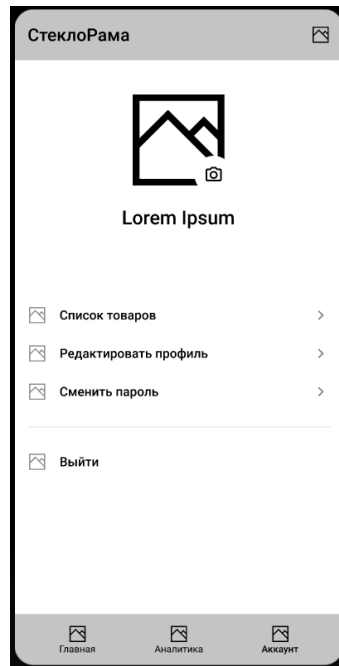 СтеклоРама
Lorem Ipsum
Список товаров
Редактировать профиль
Сменить пароль
Выйти
Главная
Аналитика
Аккаунт